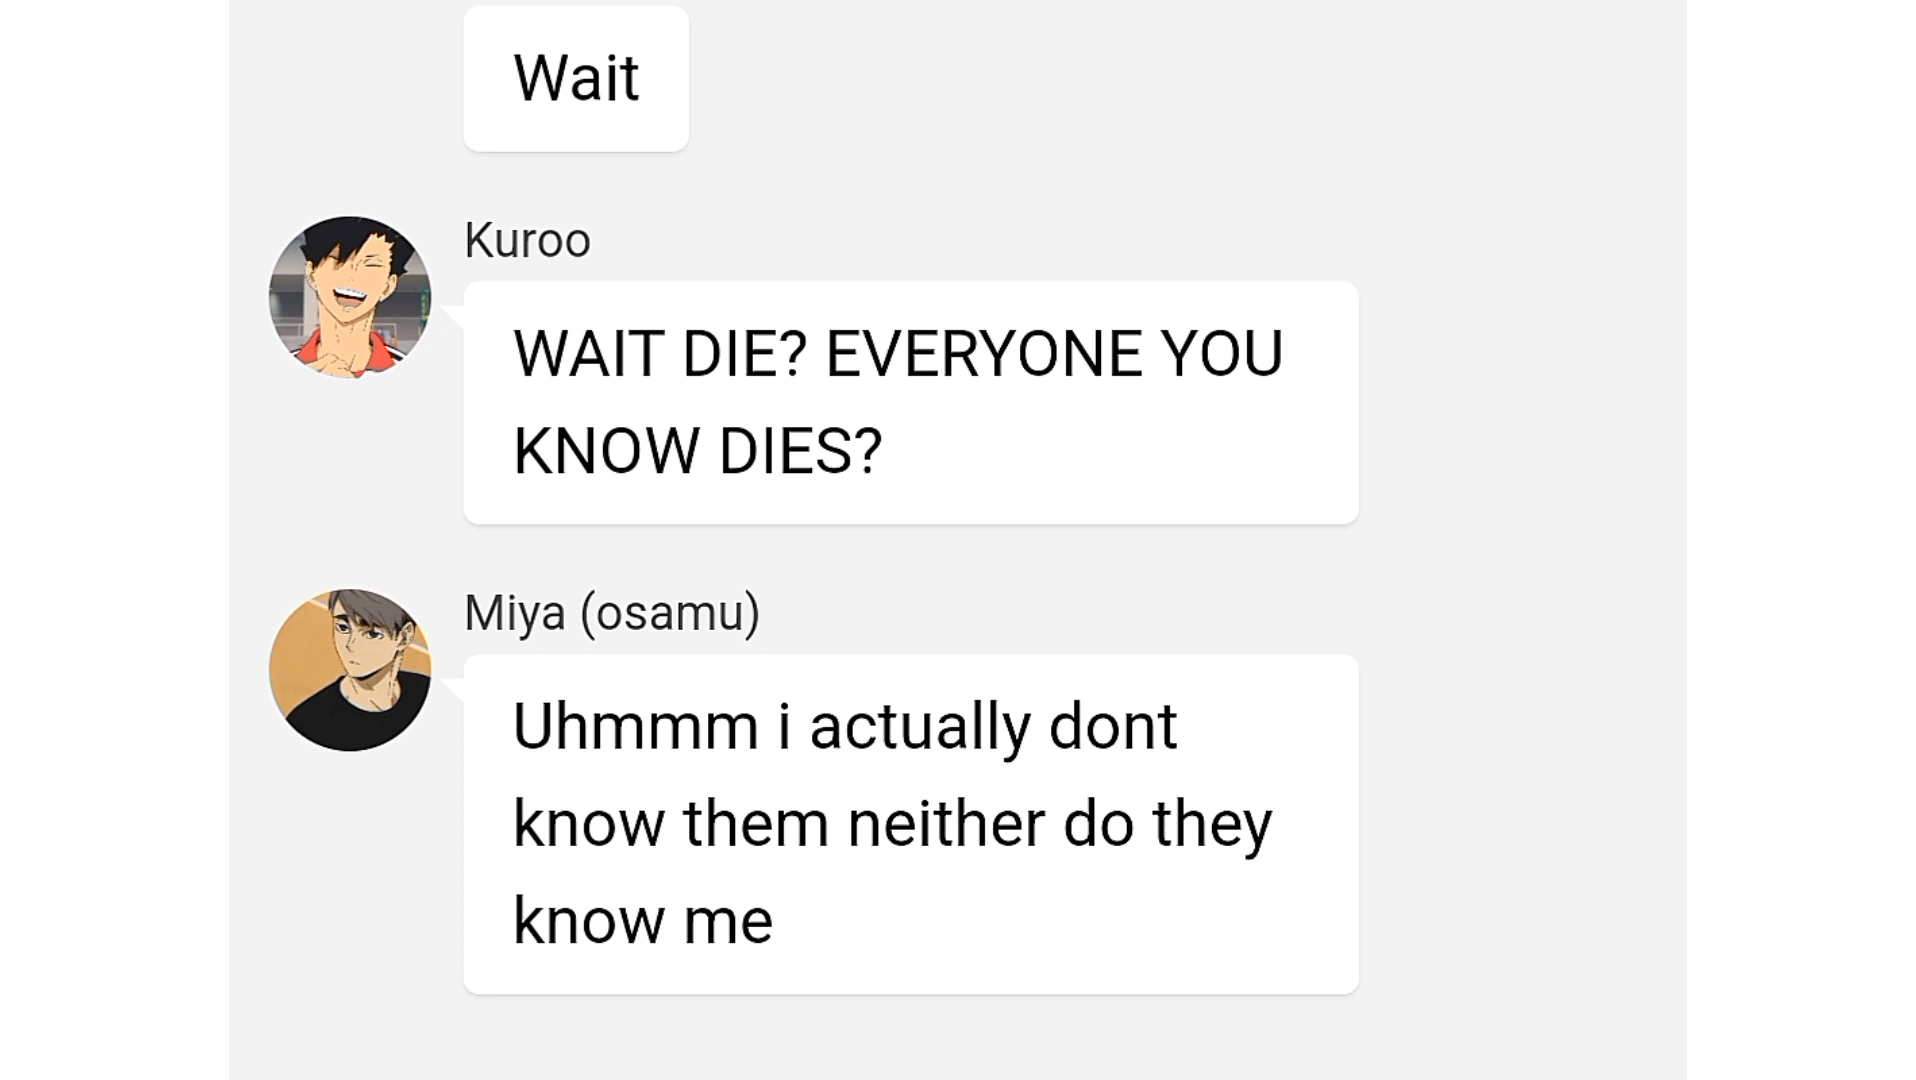 Wait
Kuroo
WAIT DIE? EVERYONE YOU
KNOW DIES?
Miya (osamu)
Uhmmm i actually dont
know them neither do they
know me